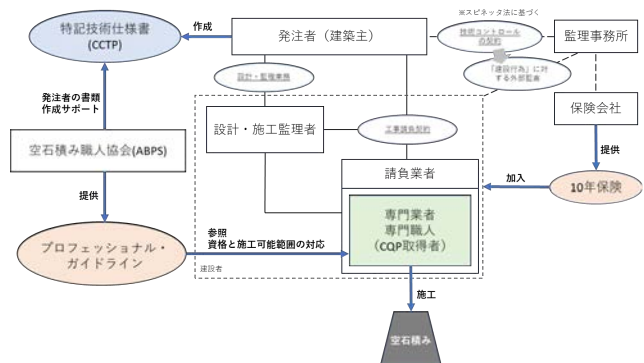 ※スピネッタ法に基づく
特記技術仕様書
(CCTP)
作成
発注者（建築主）
技術コントロール
の契約
監理事務所
「建設行為」に対
する外部監査
設計・監理業務
発注者の書類
作成サポート
保険会社
設計・施工監理者
工事請負契約
空石積み職人協会(ABPS)
請負業者
提供
加入
10年保険
提供
専門業者
専門職人
（CQP取得者）
プロフェッショナル・
ガイドライン
参照
資格と施工可能範囲の対応
建設者
施工
空石積み